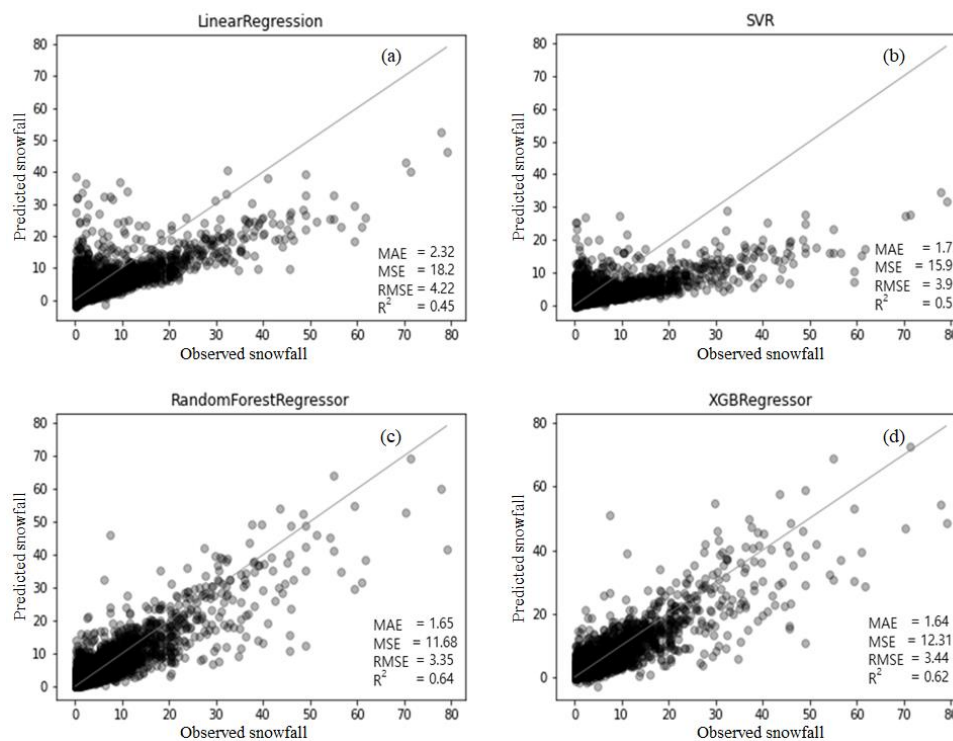 LinearRegression
(a)
Predicted snowfall
80
70
60
50
40
30
20
10
0
MAE = 2.32
MSE = 18.2
RMSE = 4.22
R² = 0.45
0 10 20 30 40 50 60 70 80
Observed snowfall
SVR
(b)
Predicted snowfall
80
70
60
50
40
30
20
10
0
MAE = 1.7
MSE = 15.9
RMSE = 3.9
R² = 0.5
0 10 20 30 40 50 60 70 80
Observed snowfall
RandomForestRegressor
(c)
Predicted snowfall
80
70
60
50
40
30
20
10
0
MAE = 1.65
MSE = 11.68
RMSE = 3.35
R² = 0.64
0 10 20 30 40 50 60 70 80
Observed snowfall
XGBRegressor
(d)
Predicted snowfall
80
70
60
50
40
30
20
10
0
MAE = 1.64
MSE = 12.31
RMSE = 3.44
R² = 0.62
0 10 20 30 40 50 60 70 80
Observed snowfall